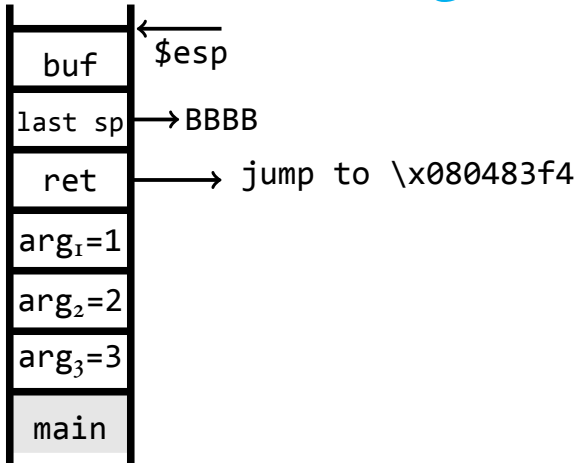 $esp
buf
last sp
BBBB
ret
jump to \x080483f4
arg₁=1
arg₂=2
arg₃=3
main